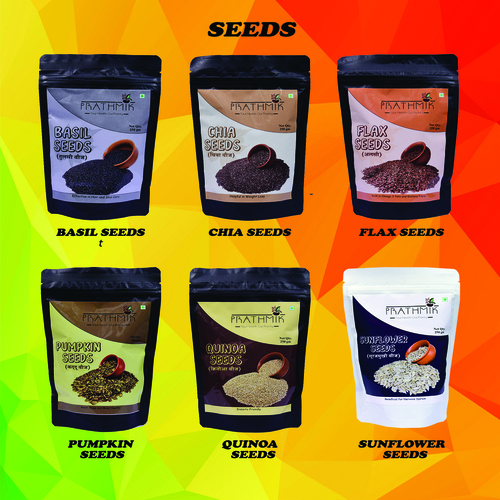 SEEDS
PRATHMIK
BASIL
SEEDS
(तुलसी बीज)
PRATHMIK
CHIA
SEEDS
(चिया बीज)
Helpful in Weight Loss
PRATHMIK
FLAX
SEEDS
(अलसी)
BASIL SEEDS
t
CHIA SEEDS
FLAX SEEDS
PRATHMIK
PUMPKIN
SEEDS
(कद्दू बीज)
PRATHMIK
QUINOA
SEEDS
(किनोआ बीज)
Diabetic Friendly
PRATHMIK
SUNFLOWER
SEEDS
(सूरजमुखी बीज)
PUMPKIN
SEEDS
QUINOA
SEEDS
SUNFLOWER
SEEDS